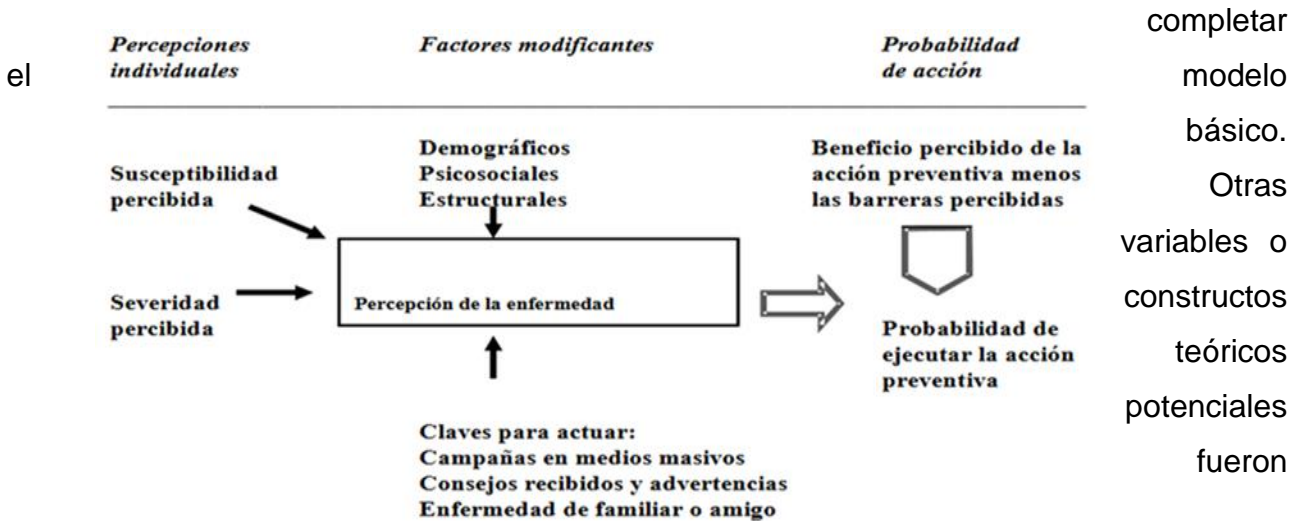 completar
el
modelo
básico.
Otras
variables o
constructos
teóricos
potenciales
fueron
Percepciones
individuales
Factores modificantes
Probabilidad
de acción
Susceptibilidad
percibida
Severidad
percibida
Demográficos
Psicosociales
Estructurales
Percepción de la enfermedad
Claves para actuar:
Campañas en medios masivos
Consejos recibidos y advertencias
Enfermedad de familiar o amigo
Beneficio percibido de la
acción preventiva menos
las barreras percibidas
Probabilidad de
ejecutar la acción
preventiva